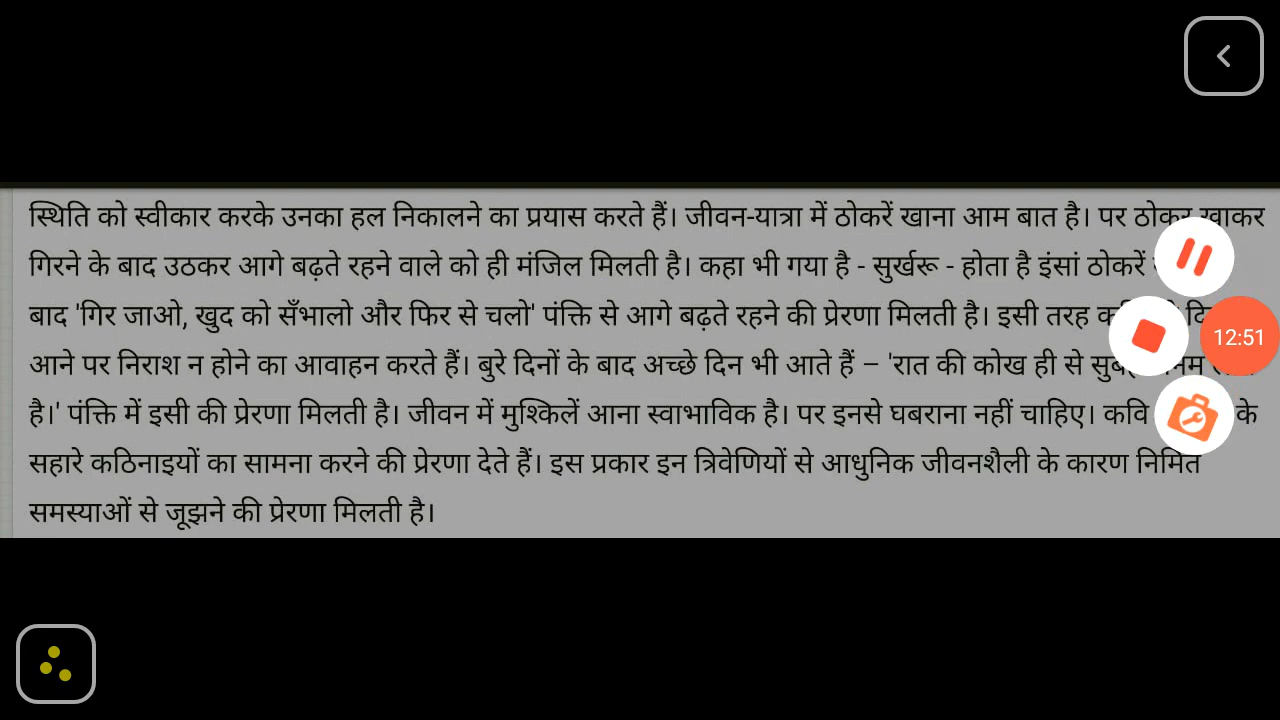 स्थिति को स्वीकार करके उनका हल निकालने का प्रयास करते हैं। जीवन-यात्रा में ठोकरें खाना आम बात है। पर ठोकर खाकर
गिरने के बाद उठकर आगे बढ़ते रहने वाले को ही मंजिल मिलती है। कहा भी गया है - सुर्खरू - होता है इंसां ठोकरें
बाद 'गिर जाओ, खुद को सँभालो और फिर से चलो' पंक्ति से आगे बढ़ते रहने की प्रेरणा मिलती है। इसी तरह
12:51
आने पर निराश न होने का आवाहन करते हैं। बुरे दिनों के बाद अच्छे दिन भी आते हैं – 'रात की कोख ही से
है।' पंक्ति में इसी की प्रेरणा मिलती है। जीवन में मुश्किलें आना स्वाभाविक है। पर इनसे घबराना नहीं चाहिए। कवि के
सहारे कठिनाइयों का सामना करने की प्रेरणा देते हैं। इस प्रकार इन त्रिवेणियों से आधुनिक जीवनशैली के कारण निर्मित
समस्याओं से जूझने की प्रेरणा मिलती है।